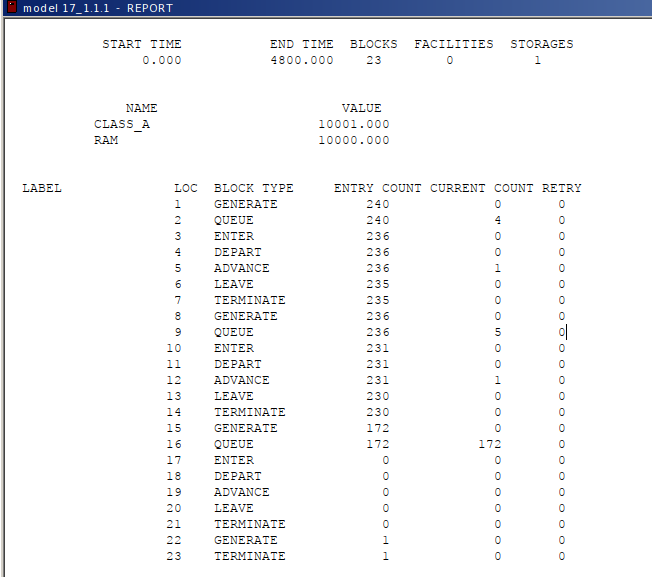 model 17_1.1.1 - REPORT
START TIME END TIME BLOCKS FACILITIES STORAGES
0.000 4800.000 23 0 1
NAME VALUE
CLASS_A 10001.000
RAM 10000.000
LABEL LOC BLOCK TYPE ENTRY COUNT CURRENT COUNT RETRY
1 GENERATE 240 0 0
2 QUEUE 240 4 0
3 ENTER 236 0 0
4 DEPART 236 0 0
5 ADVANCE 236 1 0
6 LEAVE 235 0 0
7 TERMINATE 235 0 0
8 GENERATE 236 0 0
9 QUEUE 236 5 0
10 ENTER 231 0 0
11 DEPART 231 0 0
12 ADVANCE 231 1 0
13 LEAVE 230 0 0
14 TERMINATE 230 0 0
15 GENERATE 172 0 0
16 QUEUE 172 172 0
17 ENTER 0 0 0
18 DEPART 0 0 0
19 ADVANCE 0 0 0
20 LEAVE 0 0 0
21 TERMINATE 0 0 0
22 GENERATE 1 0 0
23 TERMINATE 1 0 0